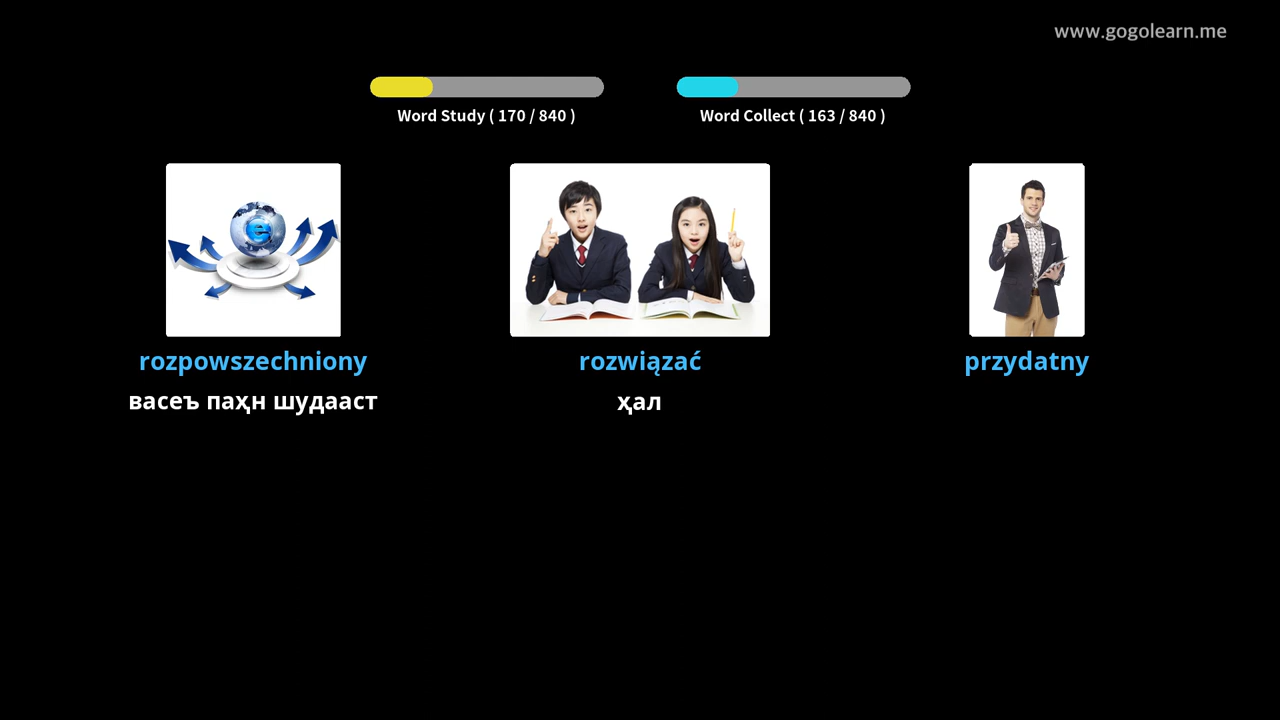 www.gogolearn.me
Word Study ( 170 / 840 )
Word Collect ( 163 / 840 )
rozpowszechniony
rozwiązać
przydatny
васеъ паҳн шудааст
ҳал